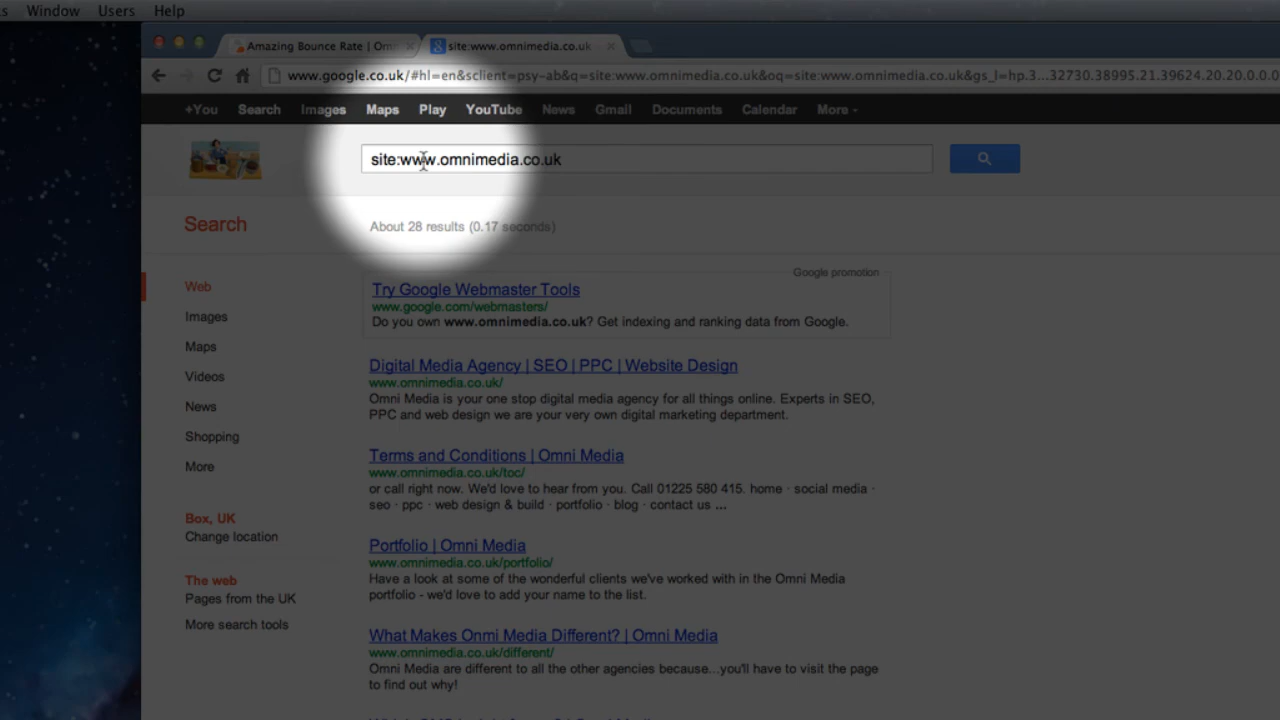 s Window Users Help
Amazing Bounce Rate | Om
site:www.omnimedia.co.uk
www.google.co.uk/#hl=en&sclient=psy-ab&q=site:www.omnimedia.co.uk&oq=site:www.omnimedia.co.uk&gs_l=hp.3...32730.38995.21.39624.20.20.0.0.0.0
+You Search Images Maps Play YouTube News Gmail Documents Calendar More
site:www.omnimedia.co.uk
Search
About 28 results (0.17 seconds)
Google promotion
Web
Images
Maps
Videos
News
Shopping
More
Box, UK
Change location
The web
Pages from the UK
More search tools
Try Google Webmaster Tools
www.google.com/webmasters/
Do you own www.omnimedia.co.uk? Get indexing and ranking data from Google.
Digital Media Agency | SEO | PPC | Website Design
www.omnimedia.co.uk/
Omni Media is your one stop digital media agency for all things online. Experts in SEO,
PPC and web design we are your very own digital marketing department.
Terms and Conditions | Omni Media
www.omnimedia.co.uk/toc/
or call right now. We'd love to hear from you. Call 01225 580 415. home · social media ·
seo · ppc · web design & build · portfolio · blog · contact us ...
Portfolio | Omni Media
www.omnimedia.co.uk/portfolio/
Have a look at some of the wonderful clients we've worked with in the Omni Media
portfolio - we'd love to add your name to the list.
What Makes Onmi Media Different? | Omni Media
www.omnimedia.co.uk/different/
Omni Media are different to all the other agencies because...you'll have to visit the page
to find out why!